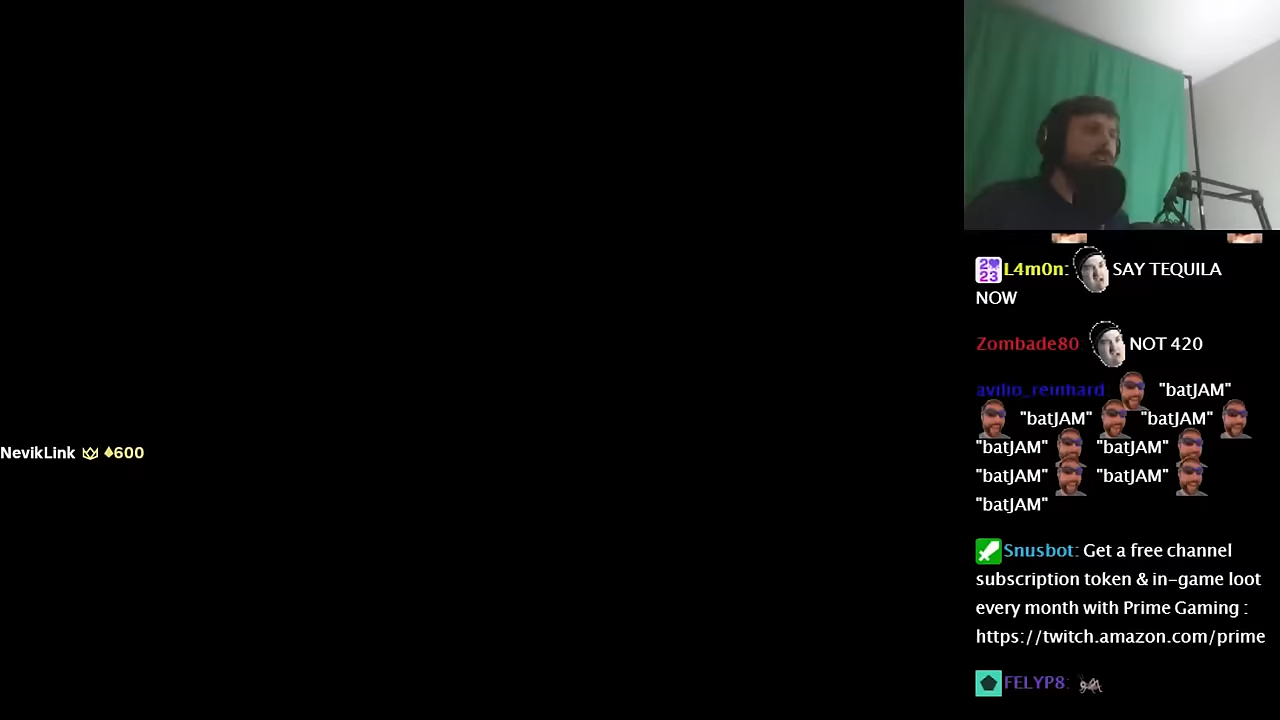 L4m0n: SAY TEQUILA
NOW
Zombade80 NOT 420
NevikLink 600
avilio_reinhard "batJAM"
"batJAM" "batJAM"
"batJAM" "batJAM"
"batJAM" "batJAM"
"batJAM"
Snusbot: Get a free channel
subscription token & in-game loot
every month with Prime Gaming :
https://twitch.amazon.com/prime
FELYP8: